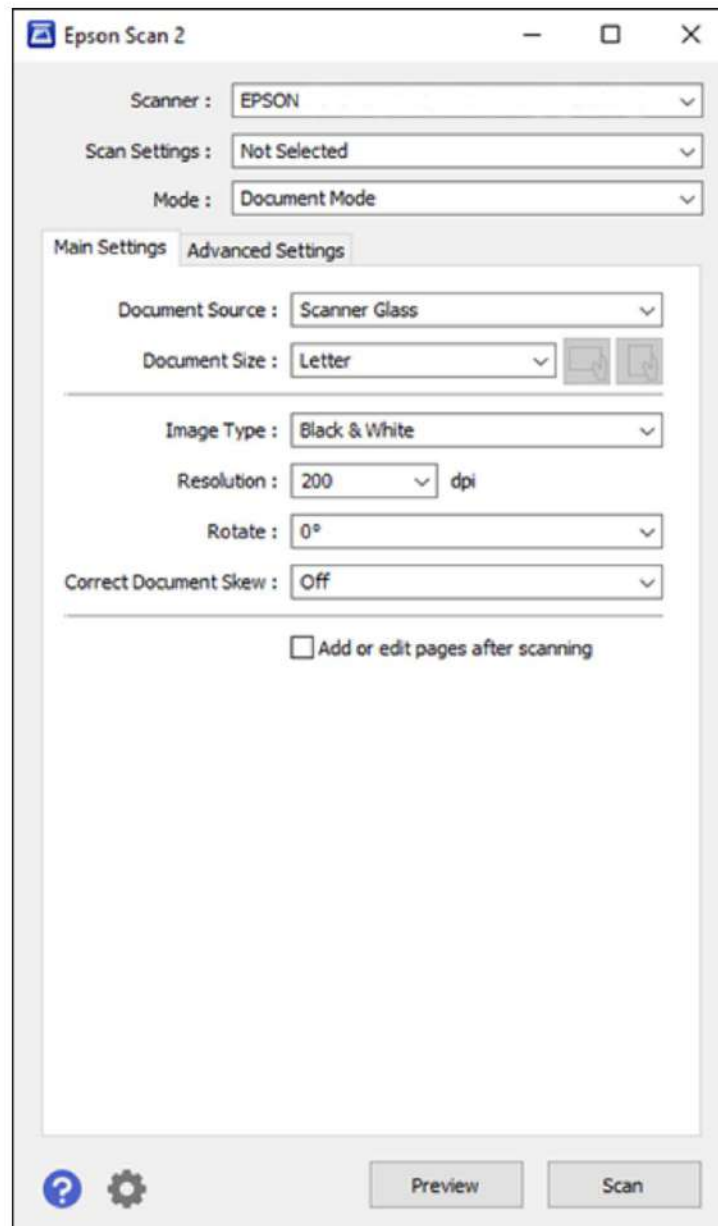 Epson Scan 2
Scanner : EPSON
Scan Settings : Not Selected
Mode : Document Mode
Main Settings Advanced Settings
Document Source : Scanner Glass
Document Size : Letter
Image Type : Black & White
Resolution : 200 dpi
Rotate : 0°
Correct Document Skew : Off
Add or edit pages after scanning
? Preview Scan